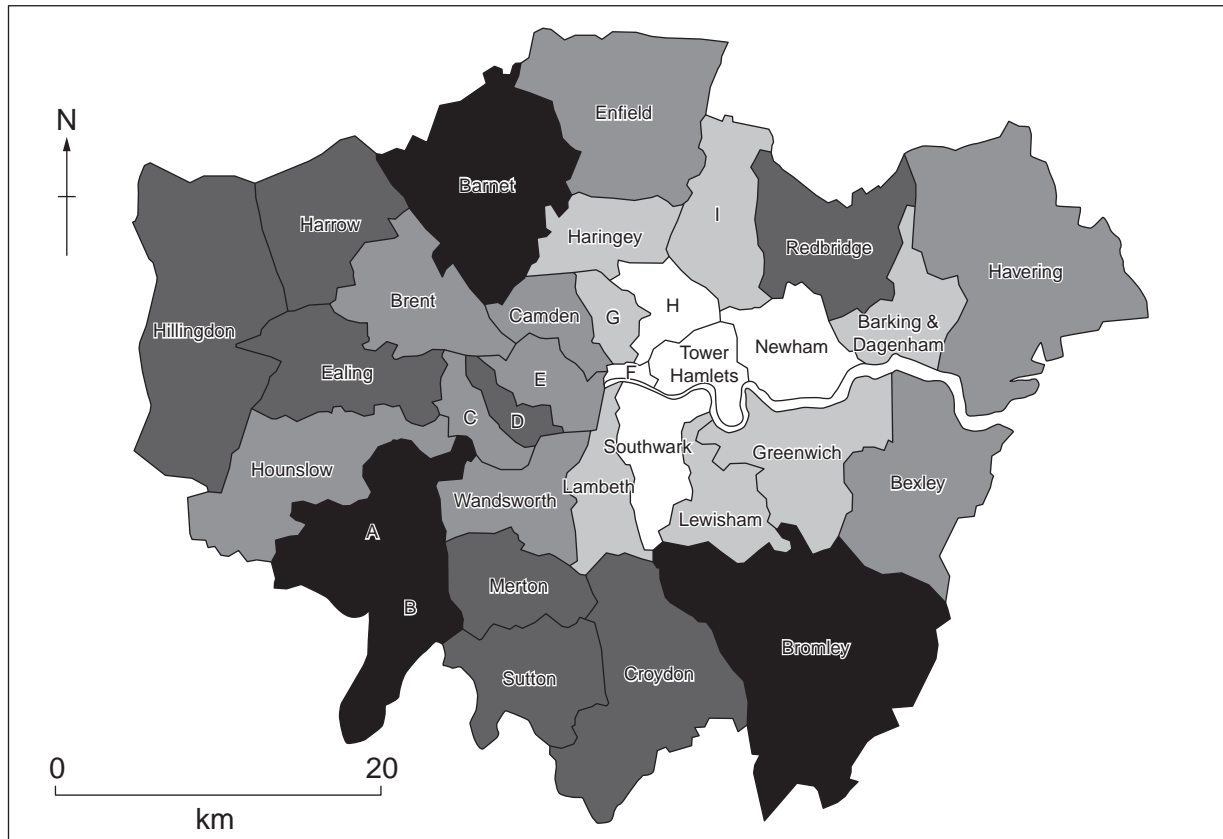 N
Enfield
Barnet
I
Harrow
Haringey
Redbridge
Havering
Brent
Hillingdon
Camden
G
H
Barking &
Dagenham
Newham
Tower
Hamlets
Ealing
E
F
C
D
Southwark
Greenwich
Hounslow
Wandsworth
Lambeth
Bexley
Lewisham
A
Merton
B
Bromley
Sutton
Croydon
0 20
km